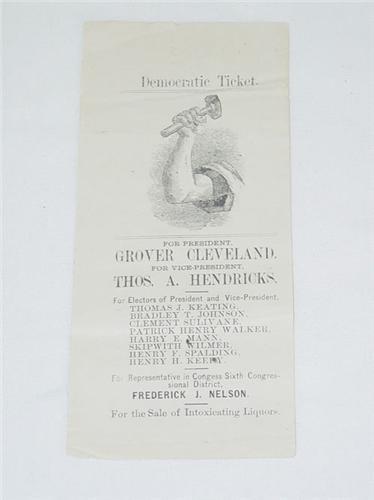 Democratic Ticket.
FOR PRESIDENT,
GROVER CLEVELAND.
FOR VICE-PRESIDENT,
THOS. A. HENDRICKS.
For Electors of President and Vice-President,
THOMAS J. KEATING,
BRADLEY T. JOHNSON,
CLEMENT SULIVANE,
PATRICK HENRY WALKER,
HARRY E. MANN,
SKIPWITH WILMER,
HENRY F. SPALDING,
HENRY H. KEEDY.
For Representative in Congess Sixth Congres-
sional District,
FREDERICK J. NELSON.
For the Sale of Intoxicating Liquors.